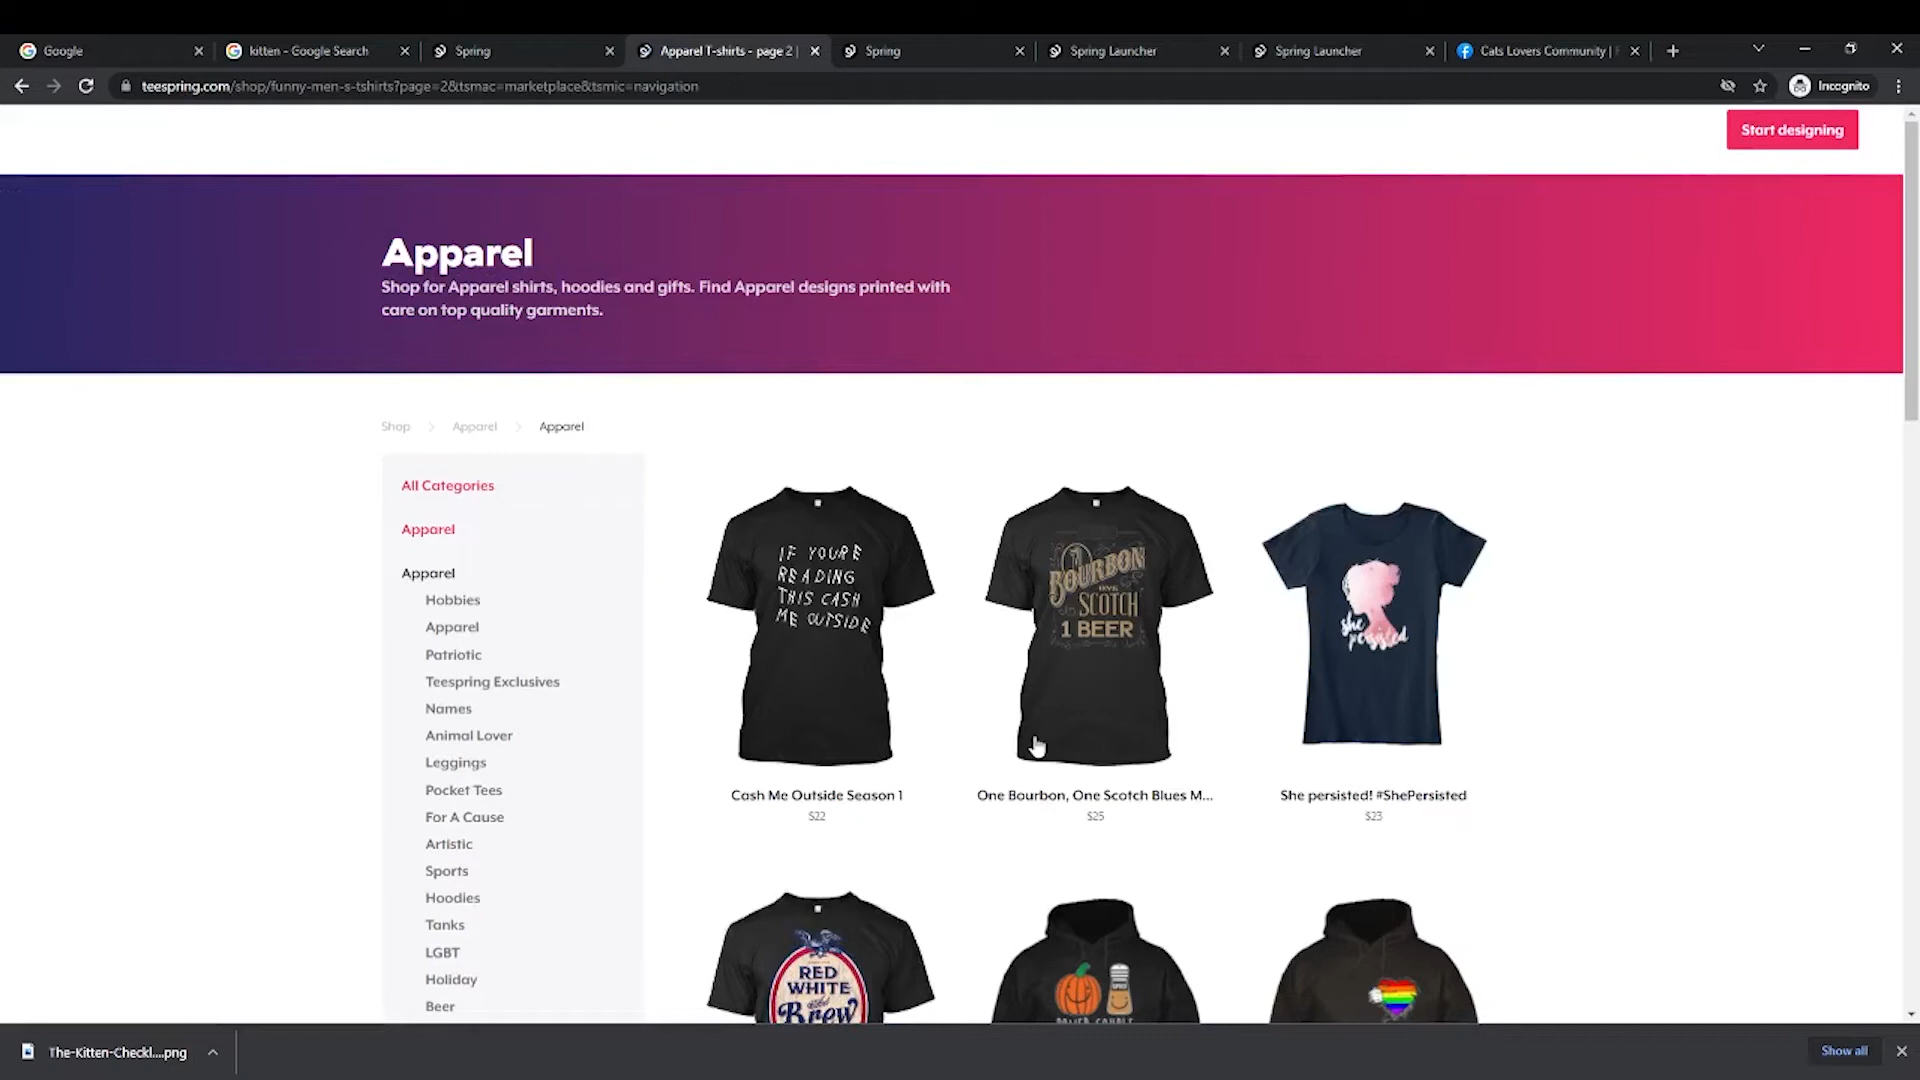 Google
kitten - Google Search
Spring
Apparel T-shirts - page 2 |
Spring
Spring Launcher
Spring Launcher
Cats Lovers Community | F
teespring.com/shop/funny-men-s-tshirts?page=2&tsmac=marketplace&tsmic=navigation
Incognito
Start designing
Apparel
Shop for Apparel shirts, hoodies and gifts. Find Apparel designs printed with
care on top quality garments.
Shop
Apparel
Apparel
All Categories
Apparel
Apparel
Hobbies
Apparel
Patriotic
Teespring Exclusives
Names
Animal Lover
Leggings
Pocket Tees
For A Cause
Artistic
Sports
Hoodies
Tanks
LGBT
Holiday
Beer
IF YOURE
READING
THIS CASH
ME OUTSIDE
Cash Me Outside Season 1
$22
1
BOURBON
SCOTCH
1 BEER
One Bourbon, One Scotch Blues M...
$25
she
persisted
She persisted! #ShePersisted
$23
RED
WHITE
and
Brew
The-Kitten-Checkl....png
Show all